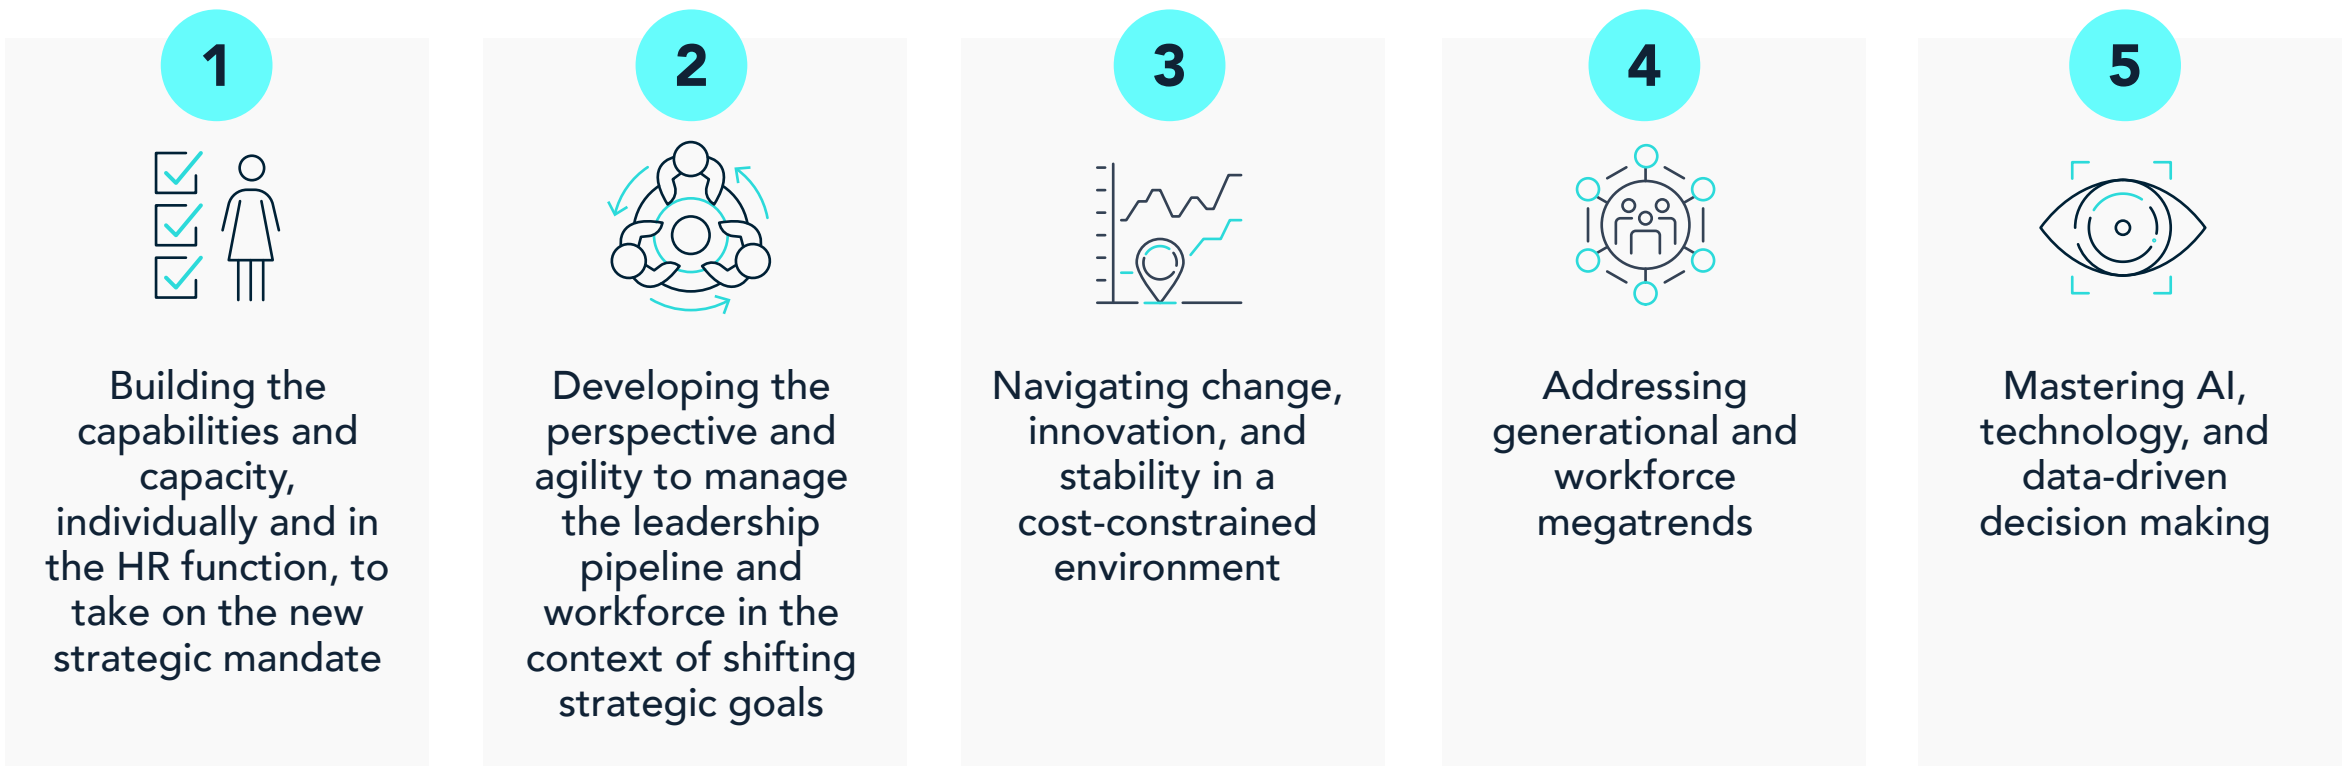 1
Building the
capabilities and
capacity,
individually and in
the HR function, to
take on the new
strategic mandate
2
Developing the
perspective and
agility to manage
the leadership
pipeline and
workforce in the
context of shifting
strategic goals
3
Navigating change,
innovation, and
stability in a
cost-constrained
environment
4
Addressing
generational and
workforce
megatrends
5
Mastering AI,
technology, and
data-driven
decision making